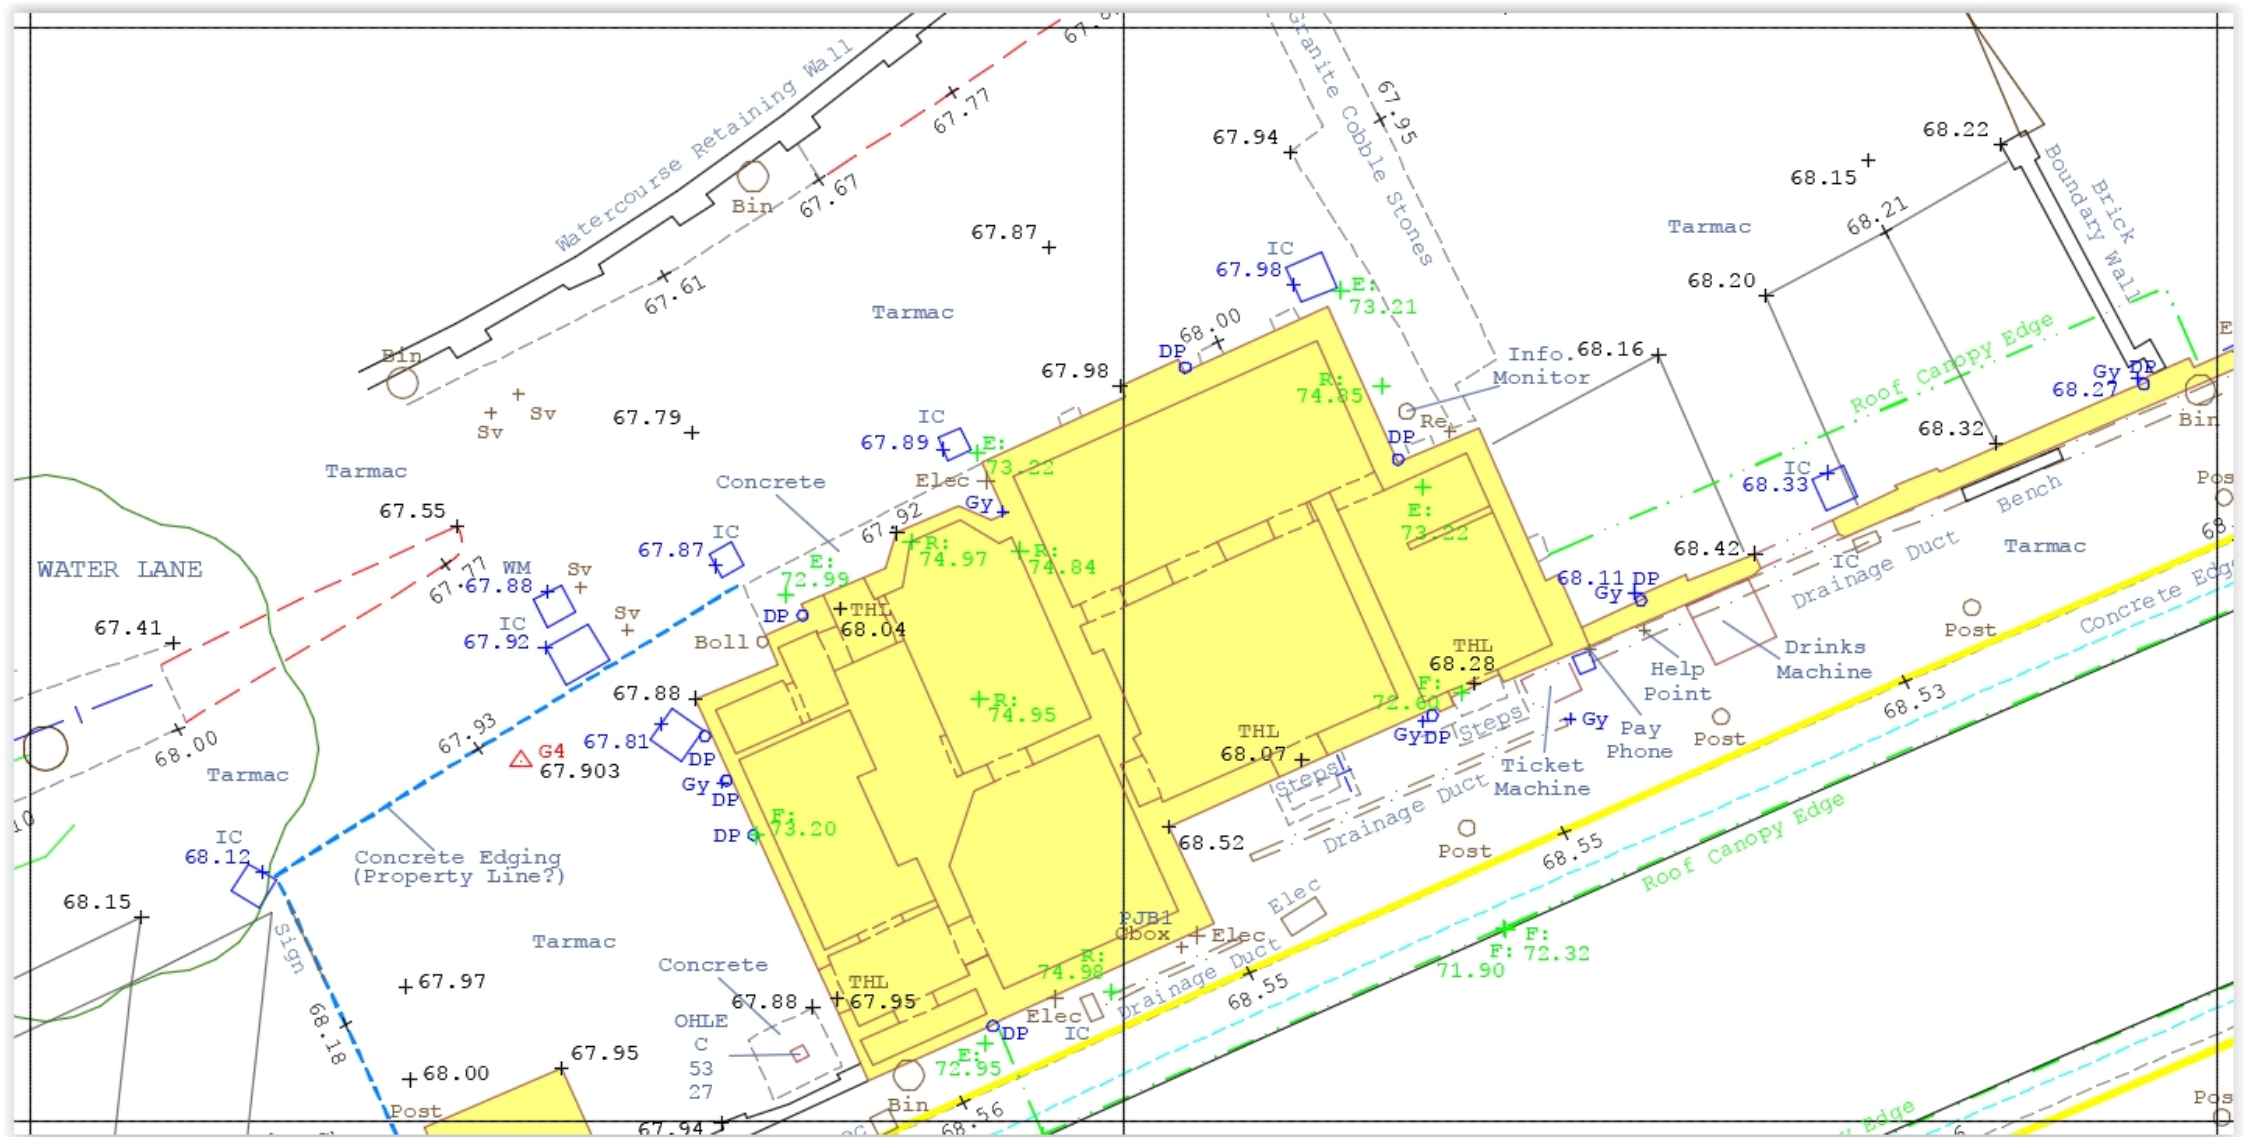 Granite Cobble Stones
67.95
67.77
Watercourse Retaining Wall
67.94
68.22
68.15
Brick
Boundary Wall
Bin
67.67
67.87
Tarmac
68.21
IC
67.98
E:
73.21
68.20
67.61
Tarmac
68.00
Roof Canopy Edge
DP
Info.
Monitor
68.16
Bin
67.98
Gy
DP
68.27
R:
74.85
Bin
Sv
Sv
67.79
IC
67.89
E:
73.22
Re
DP
68.32
Tarmac
Concrete
Elec
Gy
IC
68.33
Bench
67.55
67.92
E:
73.22
IC
67.87
R:
74.97
R:
74.84
68.42
Tarmac
IC
Drainage Duct
WATER LANE
67.77
WM
67.88
Sv
E:
72.99
68.11
DP
Gy
Concrete Edge
67.41
IC
67.92
Sv
DP
THL
68.04
Post
Boll
THL
68.28
Help
Point
Drinks
Machine
67.88
F:
72.60
68.53
67.93
R:
74.95
Steps
Gy
Pay
Phone
Post
68.00
67.81
DP
THL
68.07
Gy
DP
Tarmac
G4
67.903
Gy
DP
Steps
Ticket
Machine
Drainage Duct
IC
68.12
DP
F:
73.20
68.52
Post
68.55
Roof Canopy Edge
Concrete Edging
(Property Line?)
68.15
Sign
Tarmac
PJB1
Cbox
Elec
Elec
F:
72.32
F:
71.90
67.97
Concrete
THL
67.95
67.88
R:
74.98
Drainage Duct
68.55
68.18
OHLE
C
53
27
Elec
IC
DP
68.00
67.95
E:
72.95
Post
Bin
68.56
67.94
Edge